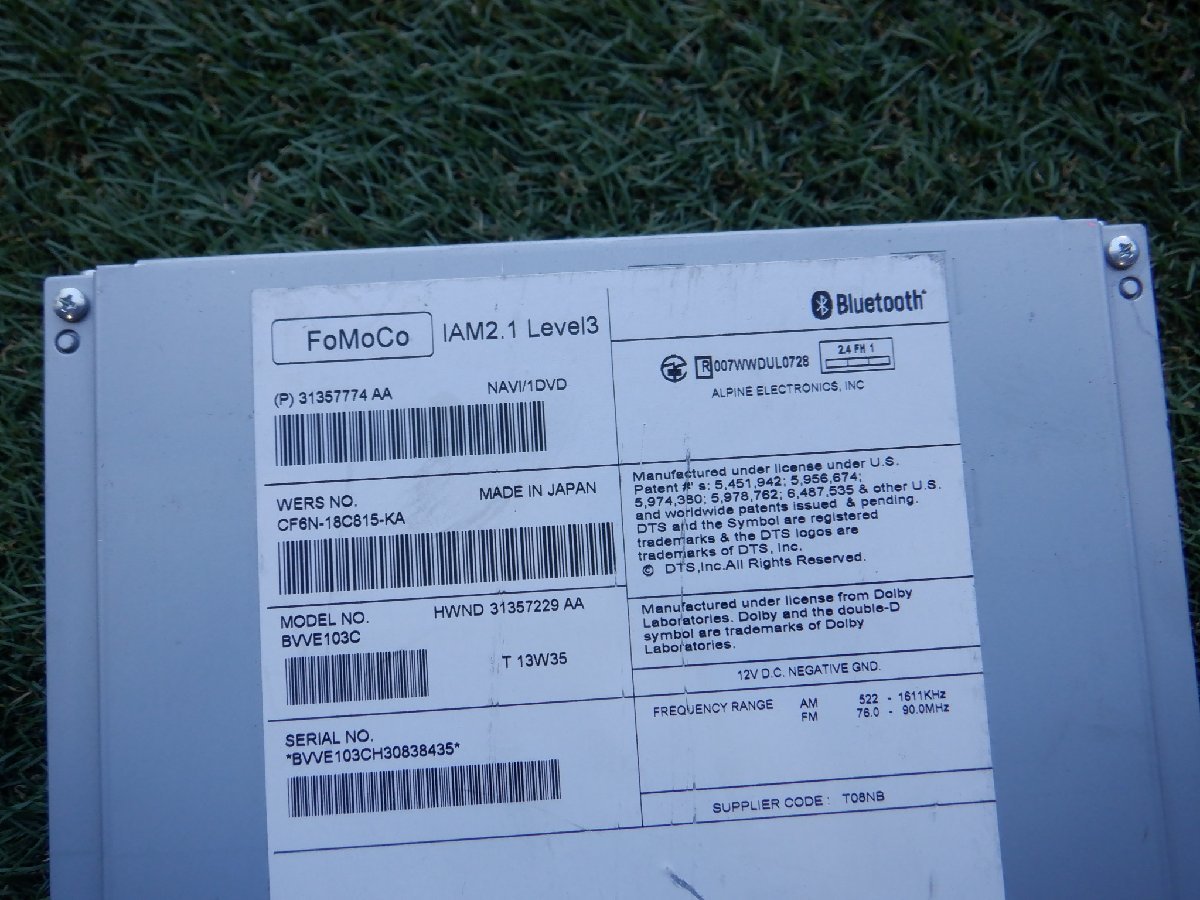 FoMoCo IAM2.1 Level3
(P) 31357774 AA NAVI/1DVD
WERS NO. MADE IN JAPAN
CF6N-18C815-KA
MODEL NO. HWND 31357229 AA
BVVE103C
T 13W35
SERIAL NO.
*BVVE103CH30838435*
Bluetooth
R 007WWDUL0728 2.4 FH 1
ALPINE ELECTRONICS, INC
Manufactured under license under U.S.
Patent #'s: 5,451,942; 5,956,674;
5,974,380; 5,978,762; 6,487,535 & other U.S.
and worldwide patents issued & pending.
DTS and the Symbol are registered
trademarks & the DTS logos are
trademarks of DTS, Inc.
© DTS,Inc.All Rights Reserved.
Manufactured under license from Dolby
Laboratories. Dolby and the double-D
symbol are trademarks of Dolby
Laboratories.
12V D.C. NEGATIVE GND.
FREQUENCY RANGE AM 522 - 1611KHz
FM 76.0 - 90.0MHz
SUPPLIER CODE: T08NB